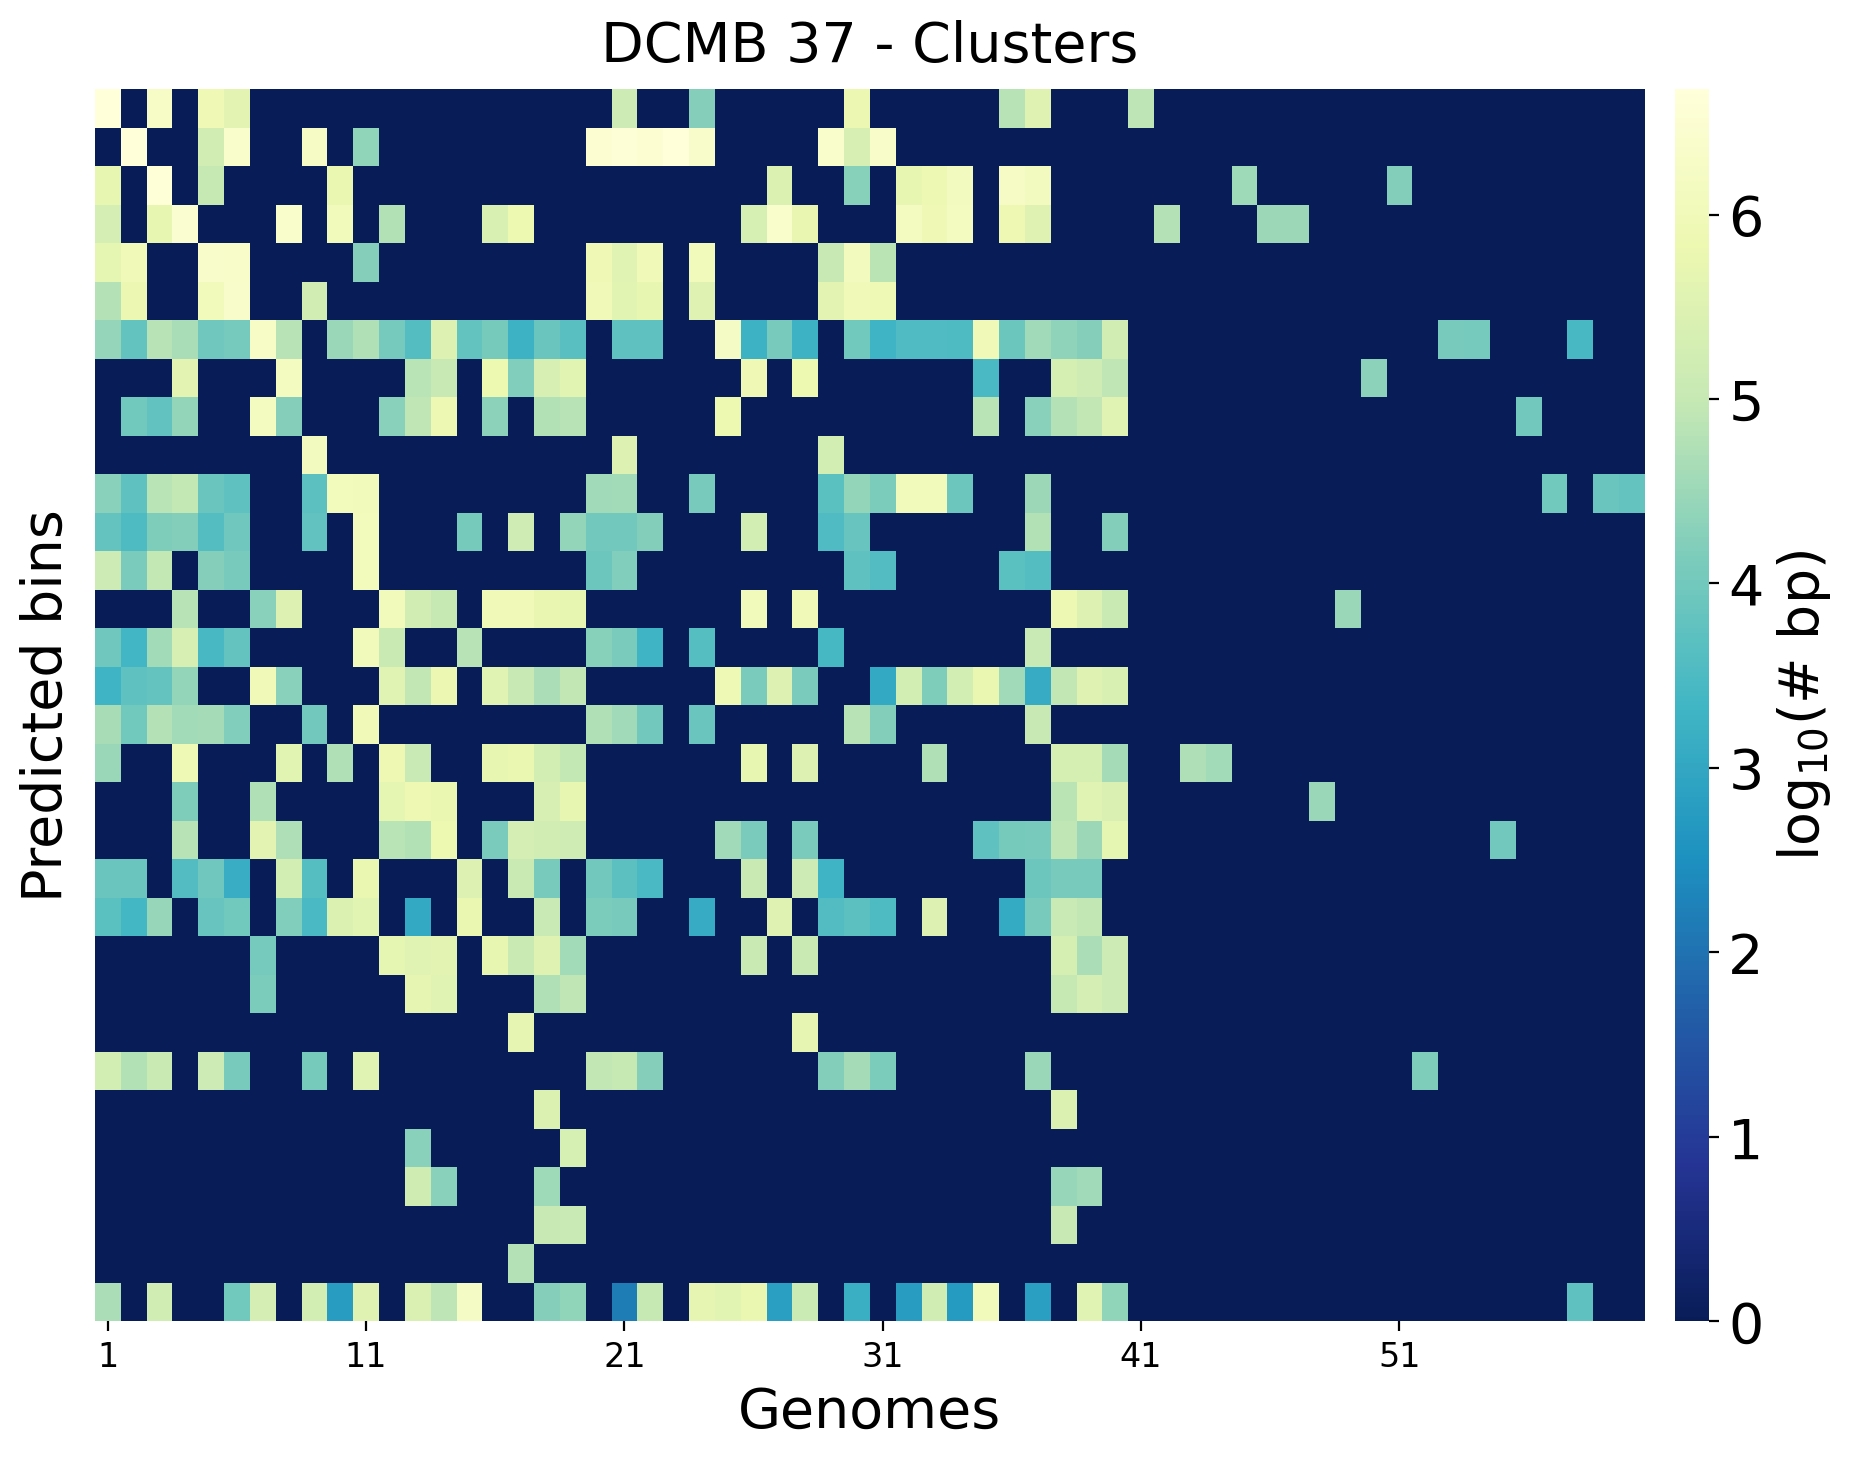 DCMB 37 - Clusters
Predicted bins
1 11 21 31 41 51
Genomes
6
5
4
3
2
1
0
log₁₀(# bp)